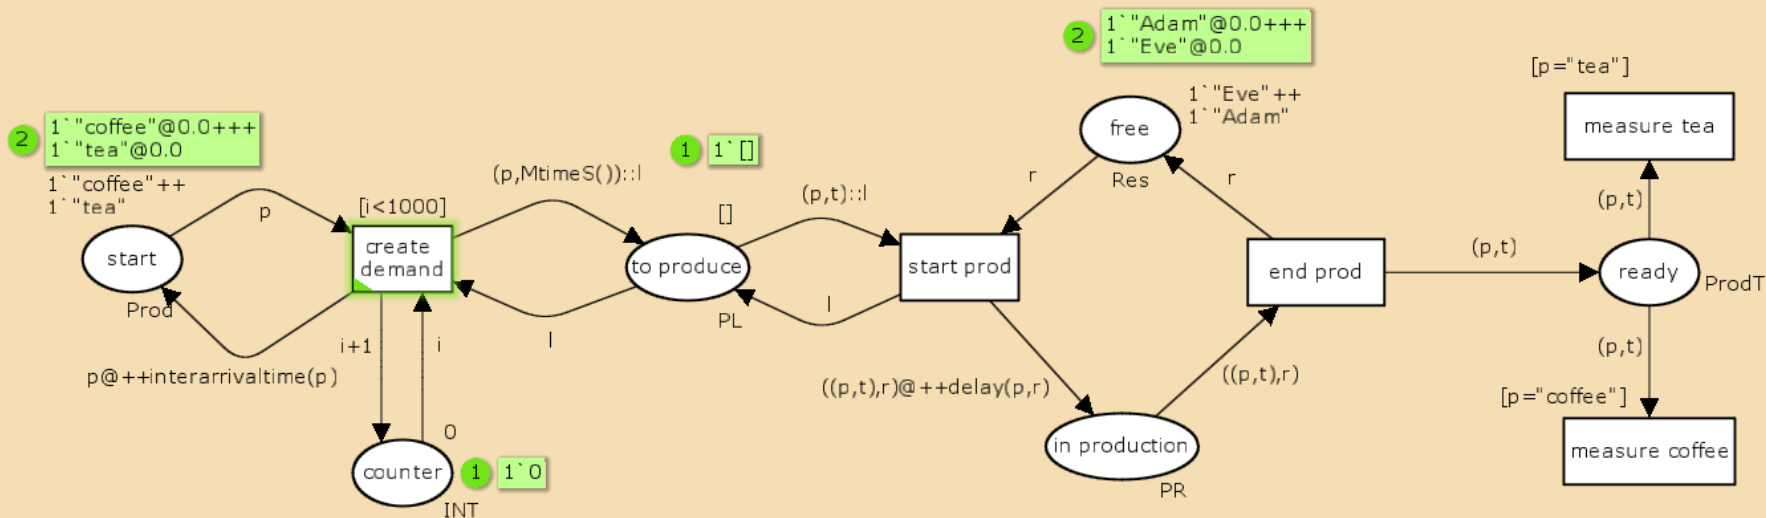 2
1`"Adam"@0.0+++
1`"Eve"@0.0
[p="tea"]
1`"Eve"++
1`"Adam"
free
Res
measure tea
2
1`"coffee"@0.0+++
1`"tea"@0.0
1`"coffee"++
1`"tea"
start
Prod
p
[i<1000]
create
demand
(p,MtimeS())::l
1
1`[]
[]
to produce
PL
l
(p,t)::l
start prod
l
r
r
end prod
(p,t)
(p,t)
ready
ProdT
(p,t)
p@++interarrivaltime(p)
i+1
i
0
counter
1
1`0
INT
((p,t),r)@++delay(p,r)
((p,t),r)
in production
PR
[p="coffee"]
measure coffee